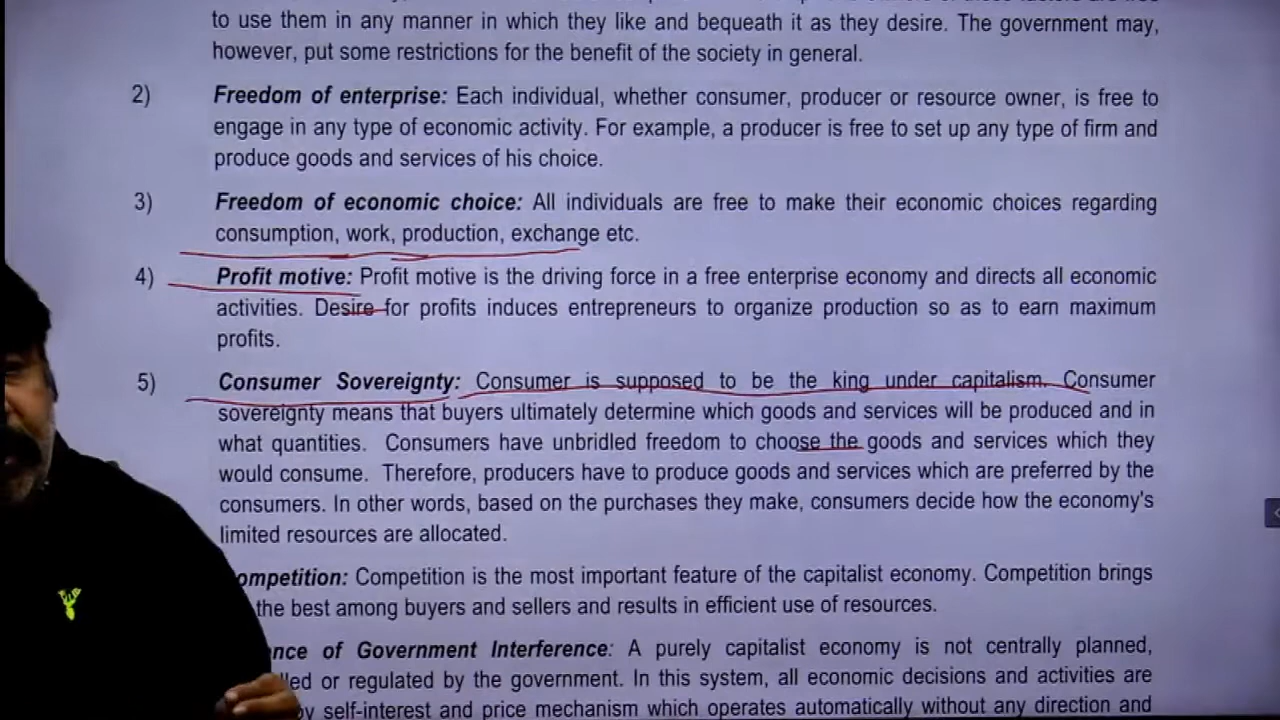 to use them in any manner in which they like and bequeath it as they desire. The government may,
however, put some restrictions for the benefit of the society in general.
2) Freedom of enterprise: Each individual, whether consumer, producer or resource owner, is free to
engage in any type of economic activity. For example, a producer is free to set up any type of firm and
produce goods and services of his choice.
3) Freedom of economic choice: All individuals are free to make their economic choices regarding
consumption, work, production, exchange etc.
4) Profit motive: Profit motive is the driving force in a free enterprise economy and directs all economic
activities. Desire for profits induces entrepreneurs to organize production so as to earn maximum
profits.
5) Consumer Sovereignty: Consumer is supposed to be the king under capitalism. Consumer
sovereignty means that buyers ultimately determine which goods and services will be produced and in
what quantities. Consumers have unbridled freedom to choose the goods and services which they
would consume. Therefore, producers have to produce goods and services which are preferred by the
consumers. In other words, based on the purchases they make, consumers decide how the economy's
limited resources are allocated.
ompetition: Competition is the most important feature of the capitalist economy. Competition brings
the best among buyers and sellers and results in efficient use of resources.
nce of Government Interference: A purely capitalist economy is not centrally planned,
led or regulated by the government. In this system, all economic decisions and activities are
by self-interest and price mechanism which operates automatically without any direction and